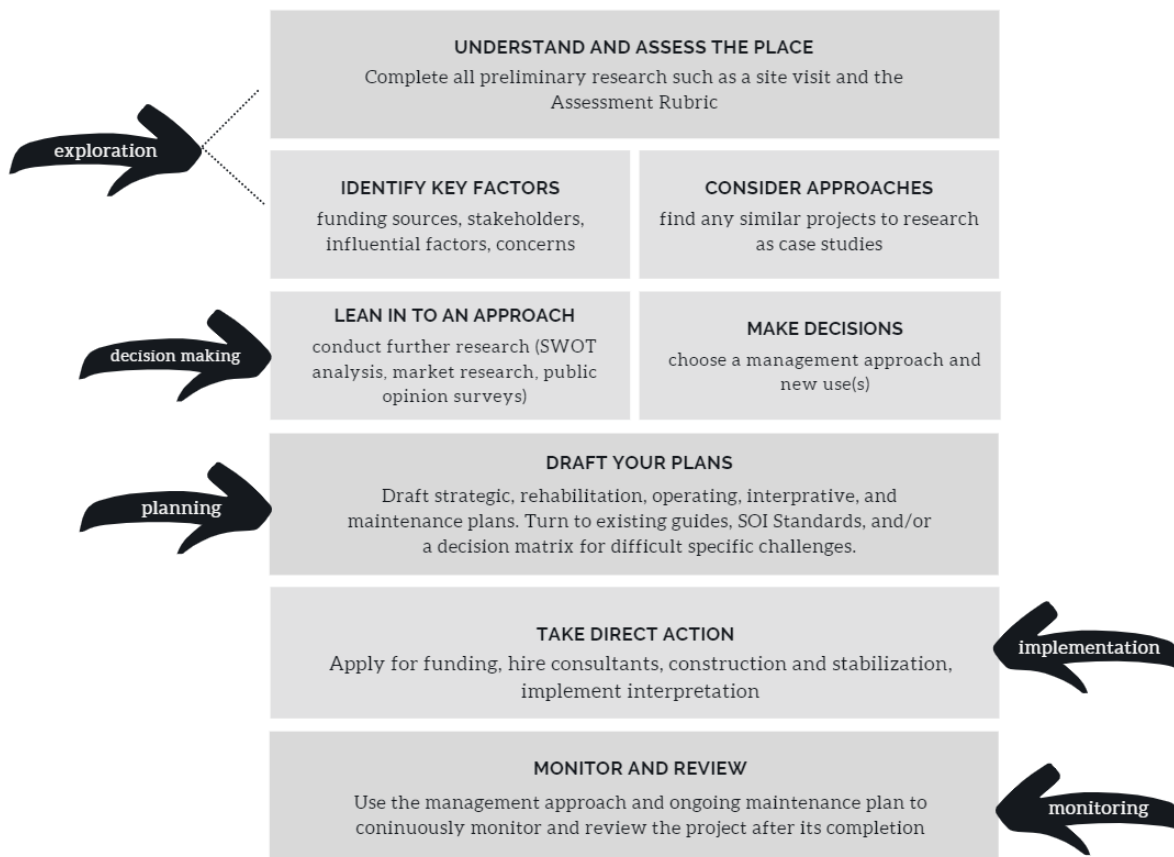 UNDERSTAND AND ASSESS THE PLACE
Complete all preliminary research such as a site visit and the
Assessment Rubric
exploration
IDENTIFY KEY FACTORS
funding sources, stakeholders,
influential factors, concerns
CONSIDER APPROACHES
find any similar projects to research
as case studies
decision making
LEAN IN TO AN APPROACH
conduct further research (SWOT
analysis, market research, public
opinion surveys)
MAKE DECISIONS
choose a management approach and
new use(s)
planning
DRAFT YOUR PLANS
Draft strategic, rehabilitation, operating, interprative, and
maintenance plans. Turn to existing guides, SOI Standards, and/or
a decision matrix for difficult specific challenges.
TAKE DIRECT ACTION
Apply for funding, hire consultants, construction and stabilization,
implement interpretation
implementation
MONITOR AND REVIEW
Use the management approach and ongoing maintenance plan to
coninuously monitor and review the project after its completion
monitoring